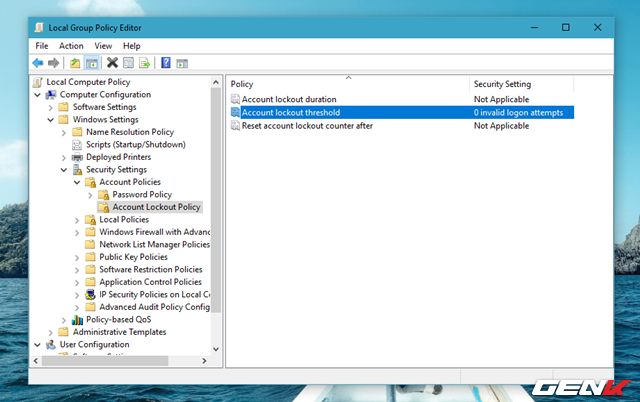 Local Group Policy Editor
File Action View Help
Local Computer Policy
Computer Configuration
Software Settings
Windows Settings
Name Resolution Policy
Scripts (Startup/Shutdown)
Deployed Printers
Security Settings
Account Policies
Password Policy
Account Lockout Policy
Local Policies
Windows Firewall with Advanc
Network List Manager Policies
Public Key Policies
Software Restriction Policies
Application Control Policies
IP Security Policies on Local C
Advanced Audit Policy Config
Policy-based QoS
Administrative Templates
User Configuration
Policy Security Setting
Account lockout duration Not Applicable
Account lockout threshold 0 invalid logon attempts
Reset account lockout counter after Not Applicable
GENK